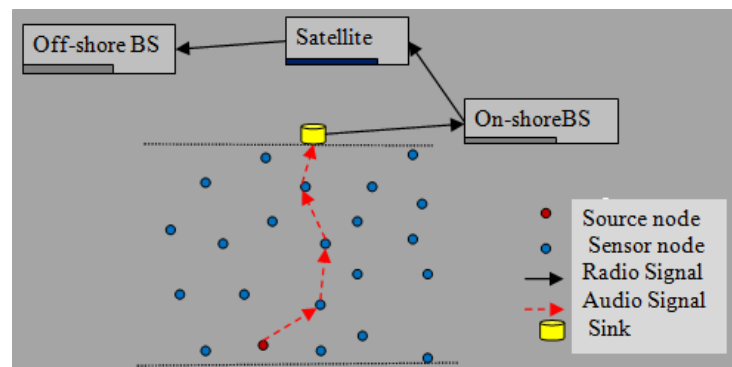 Off-shore BS
Satellite
On-shoreBS
Source node
Sensor node
Radio Signal
Audio Signal
Sink